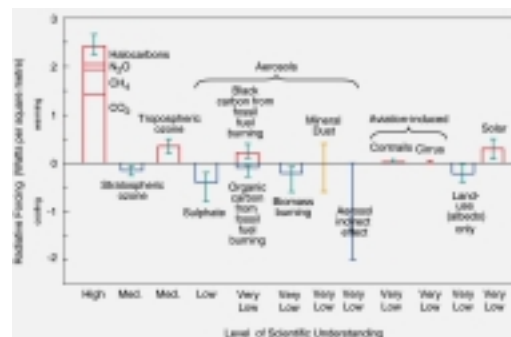 Radiative Forcing (Watts per square metre)
cooling
warming
3
2
1
0
-1
-2
Halocarbons
N₂O
CH₄
CO₂
Stratospheric
ozone
Tropospheric
ozone
Aerosols
Sulphate
Black
carbon from
fossil
fuel
burning
Organic
carbon
from
fossil
fuel
burning
Biomass
burning
Mineral
Dust
Aerosol
indirect
effect
Aviation-induced
Contrails
Cirrus
Land-
use
(albedo)
only
Solar
High
Med.
Med.
Low
Very
Low
Very
Low
Very
Low
Very
Low
Very
Low
Very
Low
Very
Low
Very
Low
Level of Scientific Understanding